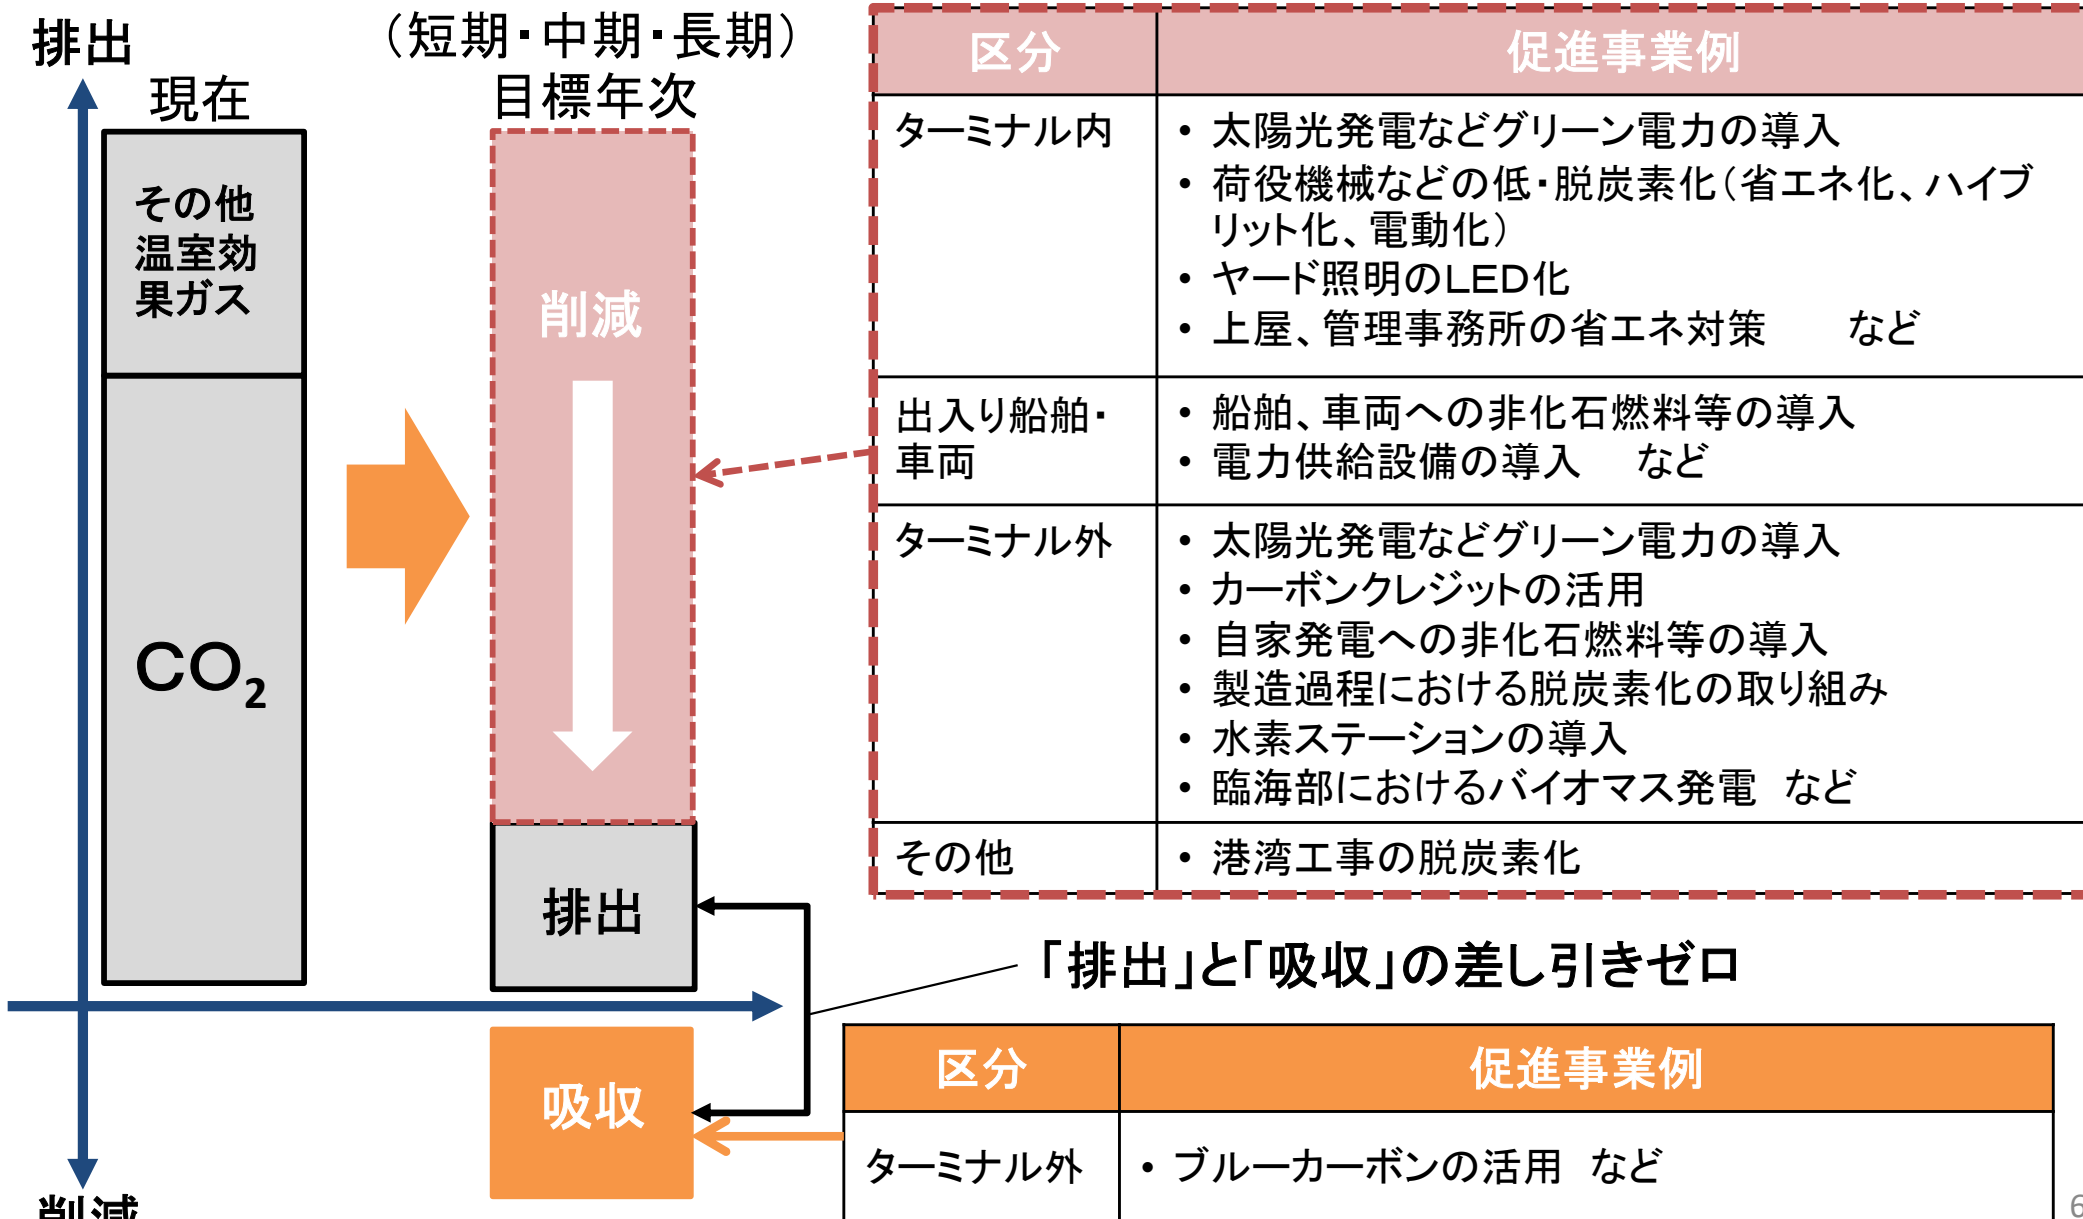 排出
現在
（短期・中期・長期）
目標年次
その他
温室効
果ガス
CO₂
削減
排出
吸収
削減
区分
促進事業例
ターミナル内
• 太陽光発電などグリーン電力の導入
• 荷役機械などの低・脱炭素化（省エネ化、ハイブ
リット化、電動化）
• ヤード照明のLED化
• 上屋、管理事務所の省エネ対策　　など
出入り船舶・
車両
• 船舶、車両への非化石燃料等の導入
• 電力供給設備の導入　など
ターミナル外
• 太陽光発電などグリーン電力の導入
• カーボンクレジットの活用
• 自家発電への非化石燃料等の導入
• 製造過程における脱炭素化の取り組み
• 水素ステーションの導入
• 臨海部におけるバイオマス発電　など
その他
• 港湾工事の脱炭素化
「排出」と「吸収」の差し引きゼロ
区分
促進事業例
ターミナル外
• ブルーカーボンの活用　など
6